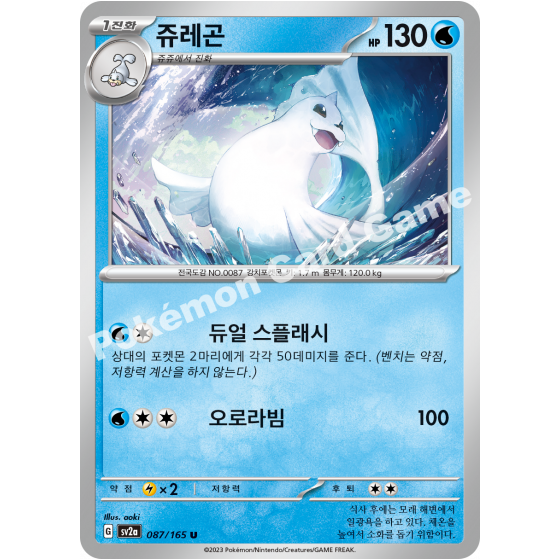 1진화
쥬레곤
HP 130
쥬쥬에서 진화
전국도감 NO.0087 강치포켓몬 키: 1.7 m 몸무게: 120.0 kg
듀얼 스플래시
상대의 포켓몬 2마리에게 각각 50데미지를 준다. (벤치는 약점,
저항력 계산을 하지 않는다.)
오로라빔 100
약점 ×2 저항력 후퇴
Illus. aoki
G sv2a 087/165 U
식사 후에는 모래 해변에서
일광욕을 하고 있다. 체온을
높여서 소화를 돕기 위함이다.
©2023 Pokémon/Nintendo/Creatures/GAME FREAK.
Pokémon Card Game